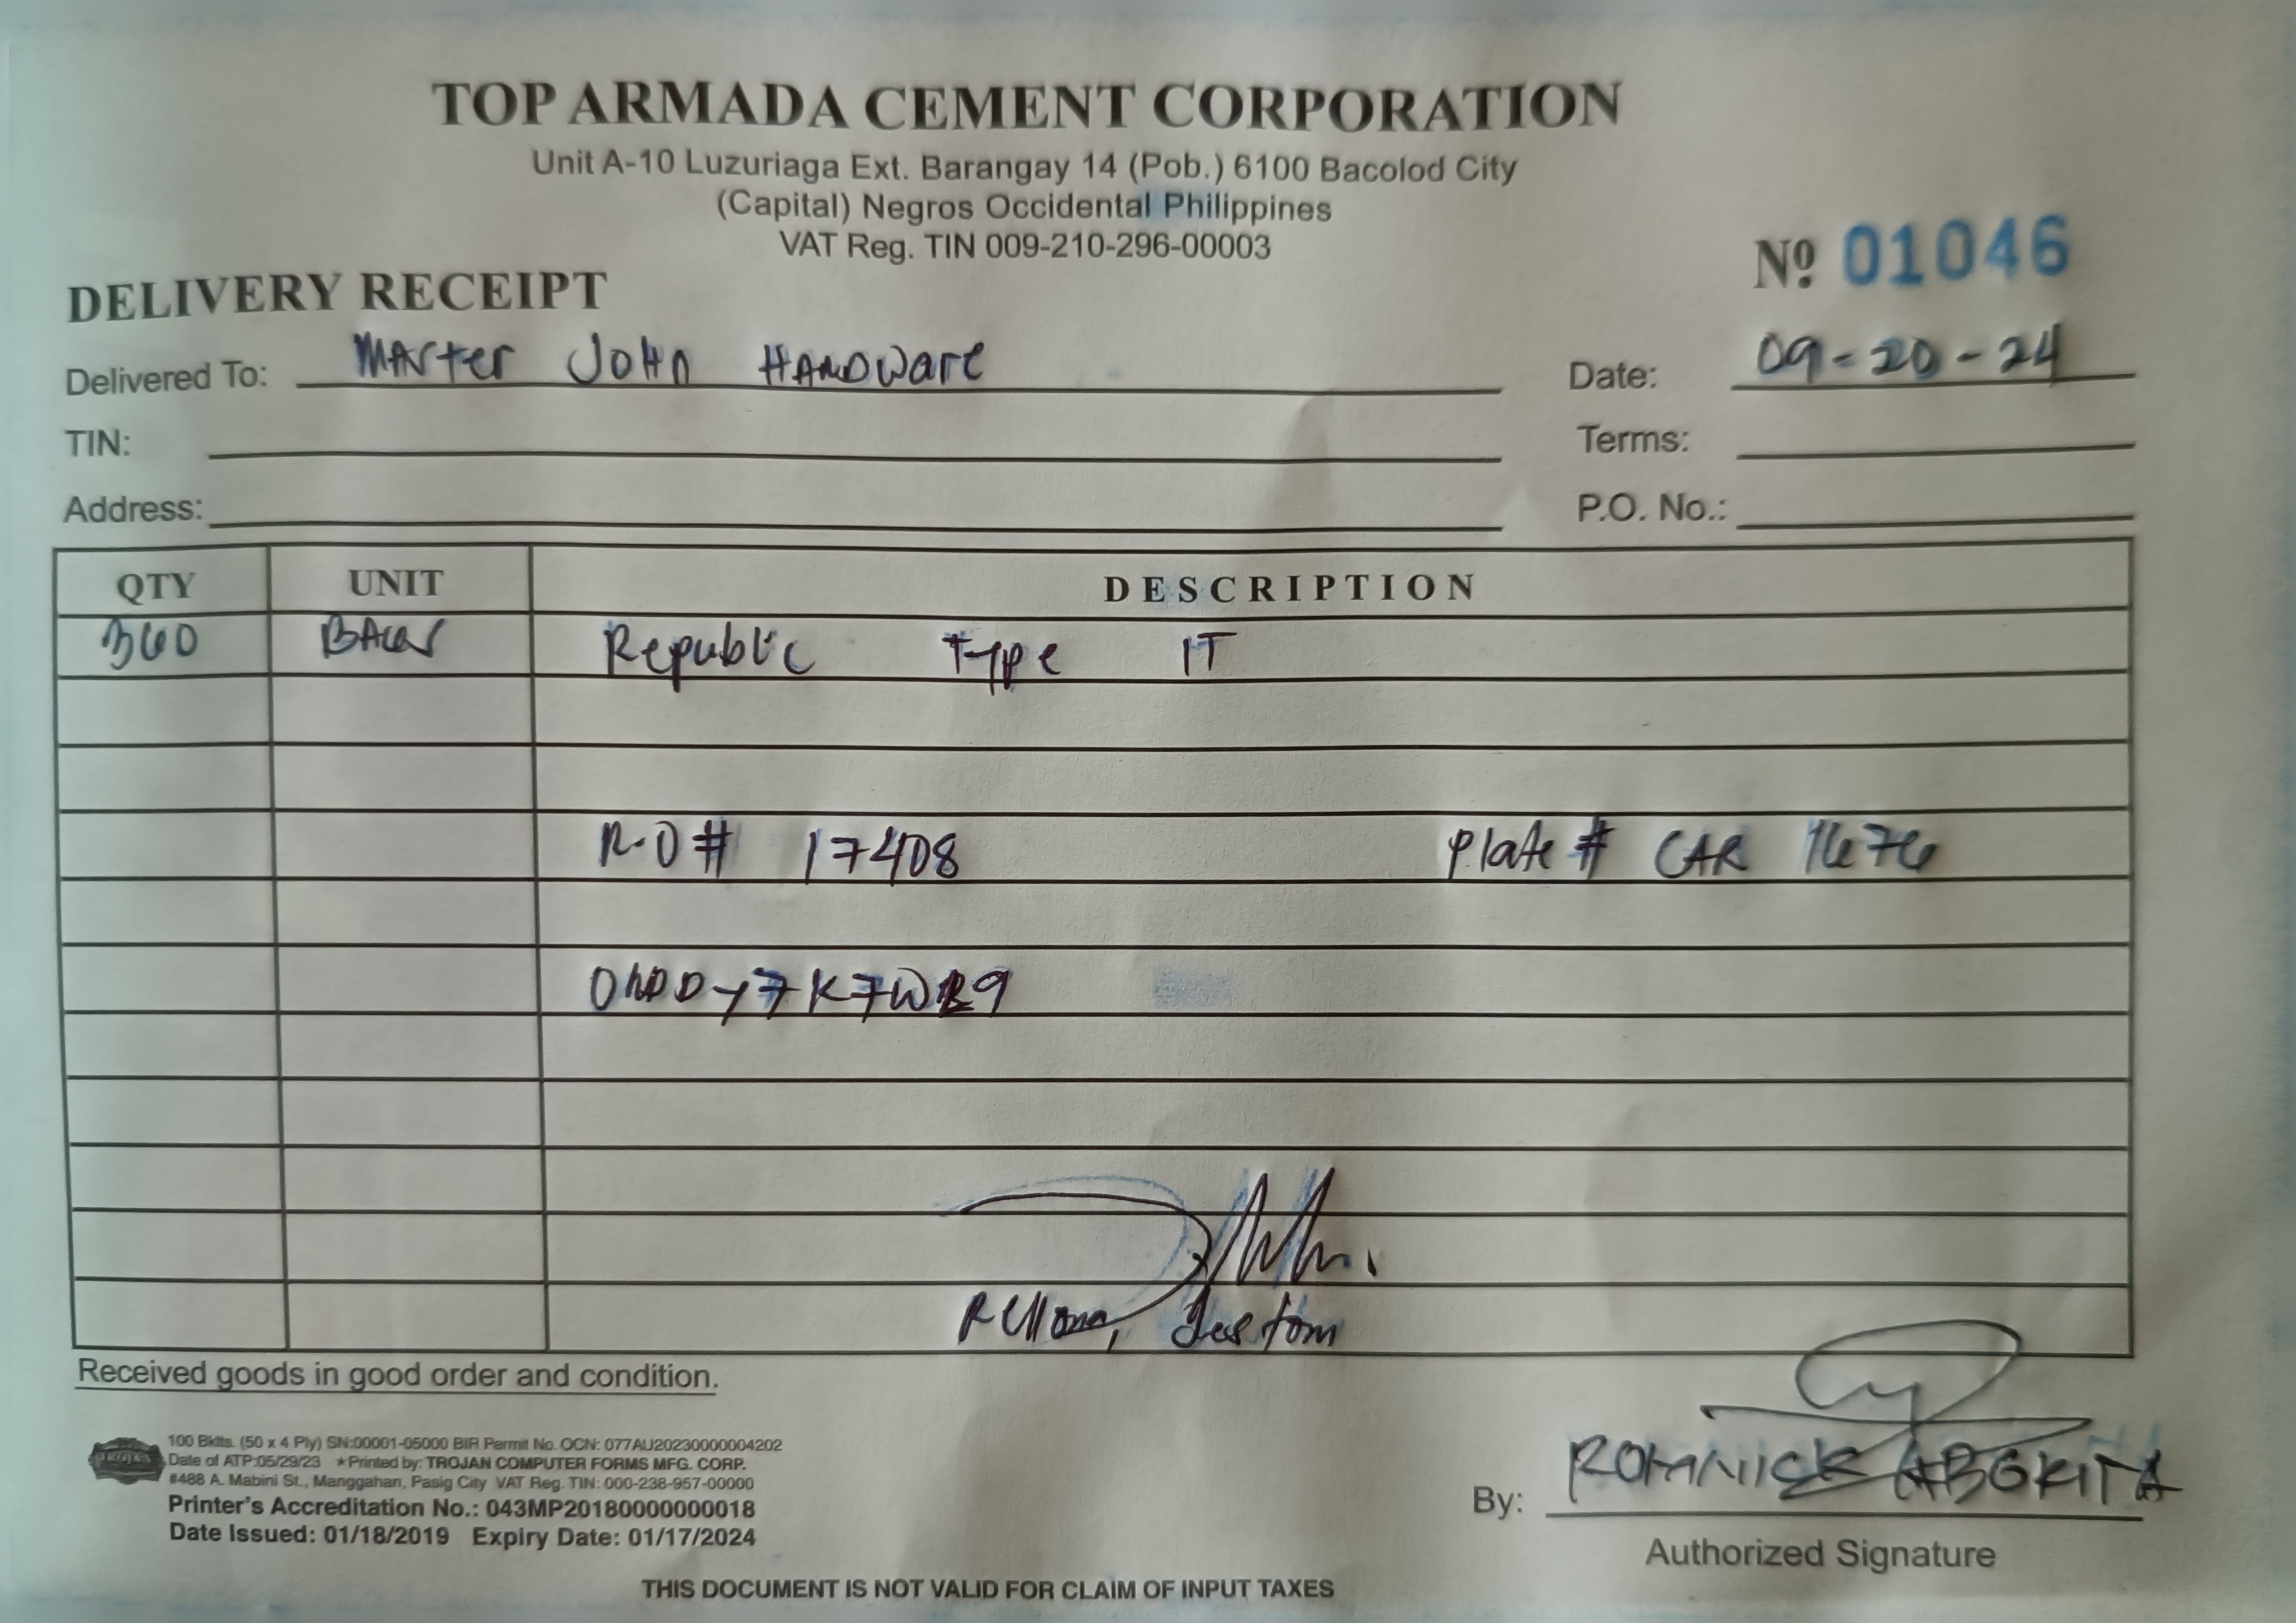 TOP ARMADA CEMENT CORPORATION
Unit A-10 Luzuriaga Ext. Barangay 14 (Pob.) 6100 Bacolod City
(Capital) Negros Occidental Philippines
VAT Reg. TIN 009-210-296-00003
DELIVERY RECEIPT Nº 01046
Delivered To: Master John Hardware Date: 09-20-24
TIN: Terms:
Address: P.O. No.:
QTY UNIT DESCRIPTION
360 BAGS Republic Type IT
R.O # 17408 Plate # CAR 1676
Received goods in good order and condition.
100 Bklts. (50 x 4 Ply) SN:00001-05000 BIR Permit No. OCN: 077AU20230000004202
Date of ATP:05/29/23 ★Printed by: TROJAN COMPUTER FORMS MFG. CORP.
#488 A. Mabini St., Manggahan, Pasig City VAT Reg. TIN: 000-238-957-00000
Printer's Accreditation No.: 043MP20180000000018
Date Issued: 01/18/2019 Expiry Date: 01/17/2024
By: ROMNICK
Authorized Signature
THIS DOCUMENT IS NOT VALID FOR CLAIM OF INPUT TAXES